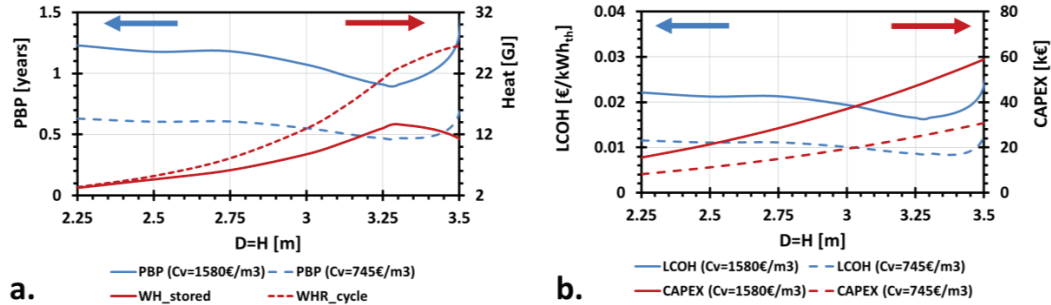 1.5
1
0.5
0
PBP [years]
32
22
12
2
Heat [GJ]
2.25 2.5 2.75 3 3.25 3.5
D=H [m]
PBP (Cv=1580€/m3) PBP (Cv=745€/m3)
WH_stored WHR_cycle
a.
0.04
0.03
0.02
0.01
0
LCOH [€/kWhth]
80
60
40
20
0
CAPEX [k€]
2.25 2.5 2.75 3 3.25 3.5
D=H [m]
LCOH (Cv=1580€/m3) LCOH (Cv=745€/m3)
CAPEX (Cv=1580€/m3) CAPEX (Cv=745€/m3)
b.